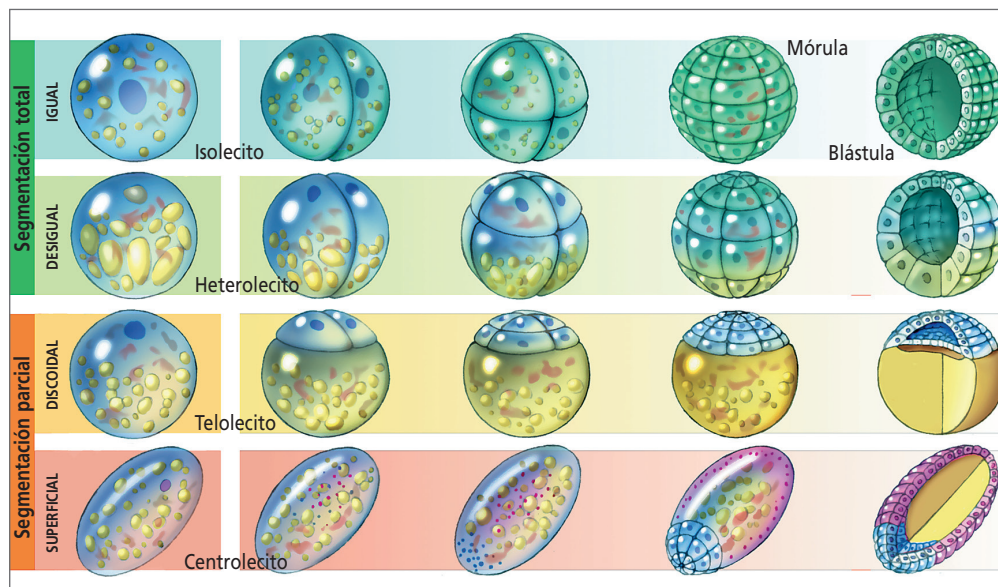 Segmentación total
IGUAL
Isolecito
Mórula
Blástula
DESIGUAL
Heterolecito
Segmentación parcial
DISCOIDAL
Telolecito
SUPERFICIAL
Centrolecito